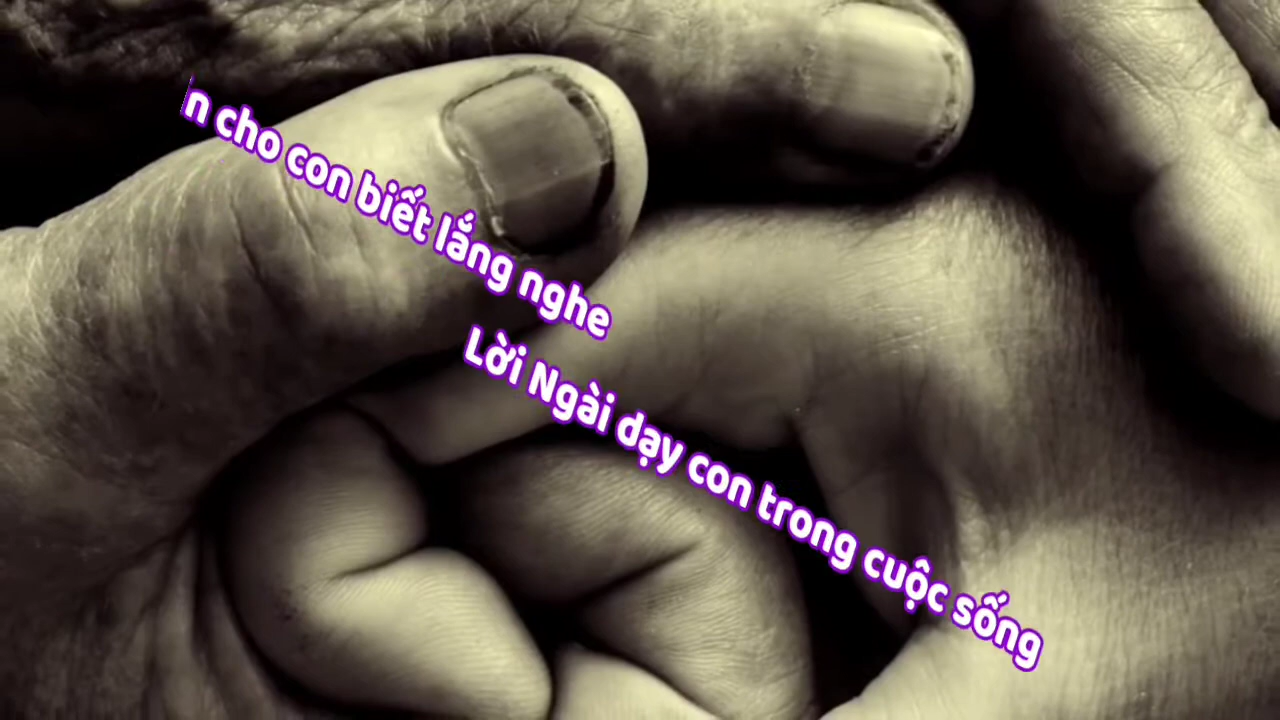 cho con biết lắng nghe
Lời Ngài dạy con trong cuộc sống